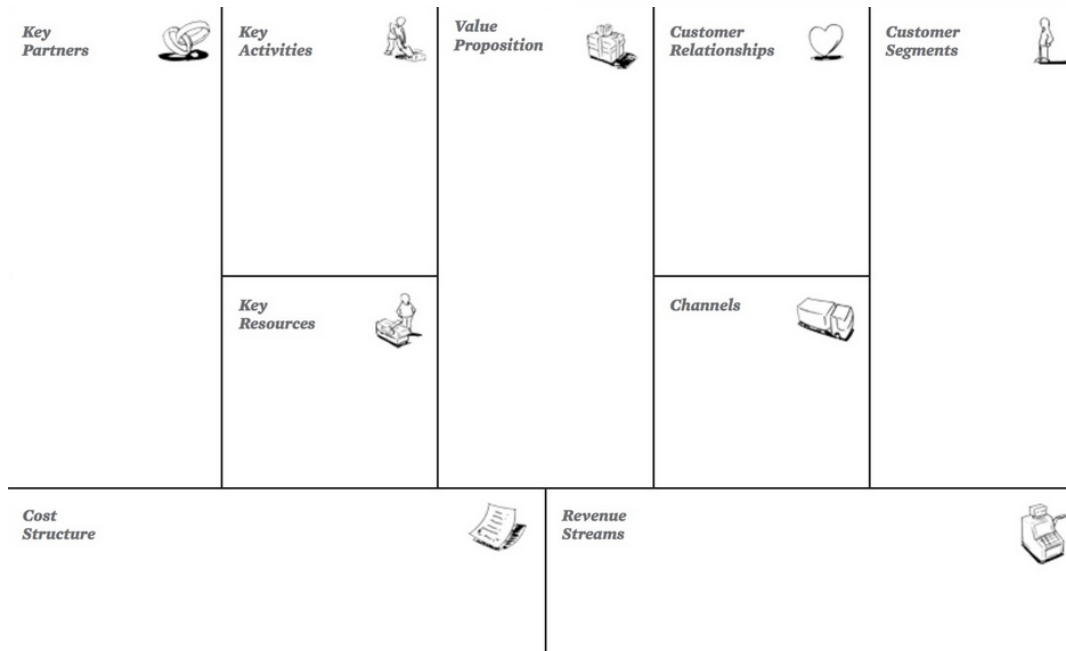 Key
Partners
Key
Activities
Value
Proposition
Customer
Relationships
Customer
Segments
Key
Resources
Channels
Cost
Structure
Revenue
Streams